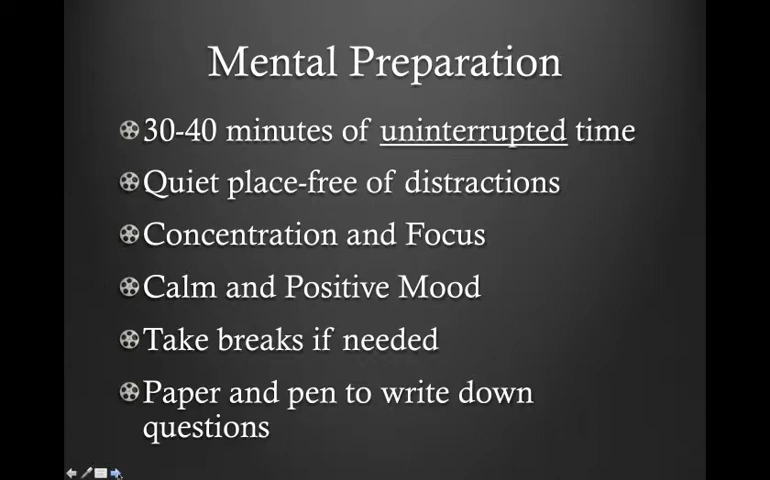 Mental Preparation
30-40 minutes of uninterrupted time
Quiet place-free of distractions
Concentration and Focus
Calm and Positive Mood
Take breaks if needed
Paper and pen to write down
questions